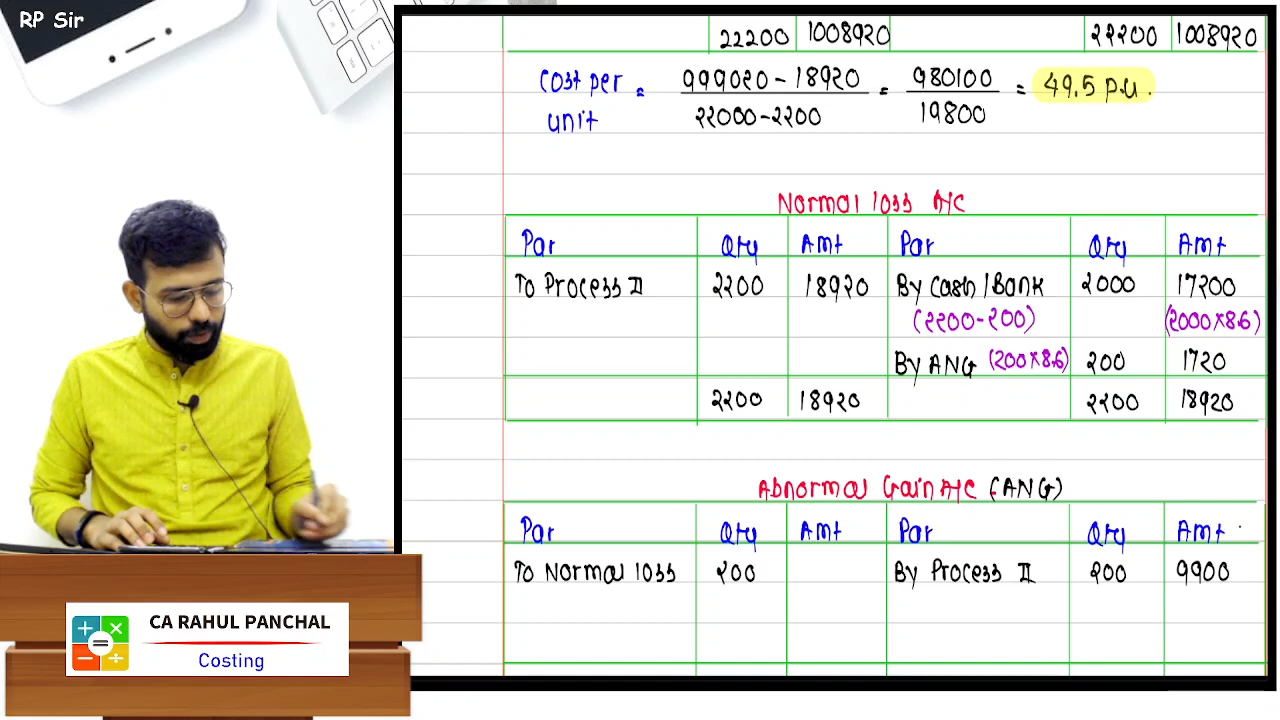 RP Sir
22200 1008920 22200 1008920
Cost per unit = 999020 - 18920 / 22000 - 2200 = 980100 / 19800 = 49.5 p.u.
Normal loss A/C
Par Qty Amt Par Qty Amt
To Process II 2200 18920 By Cash/Bank 2000 17200
(2200-200) (2000×8.6)
By ANG (200×8.6) 200 1720
2200 18920 2200 18920
Abnormal Gain A/C (ANG)
Par Qty Amt Par Qty Amt
To Normal loss 200 By Process II 200 9900
CA RAHUL PANCHAL
Costing